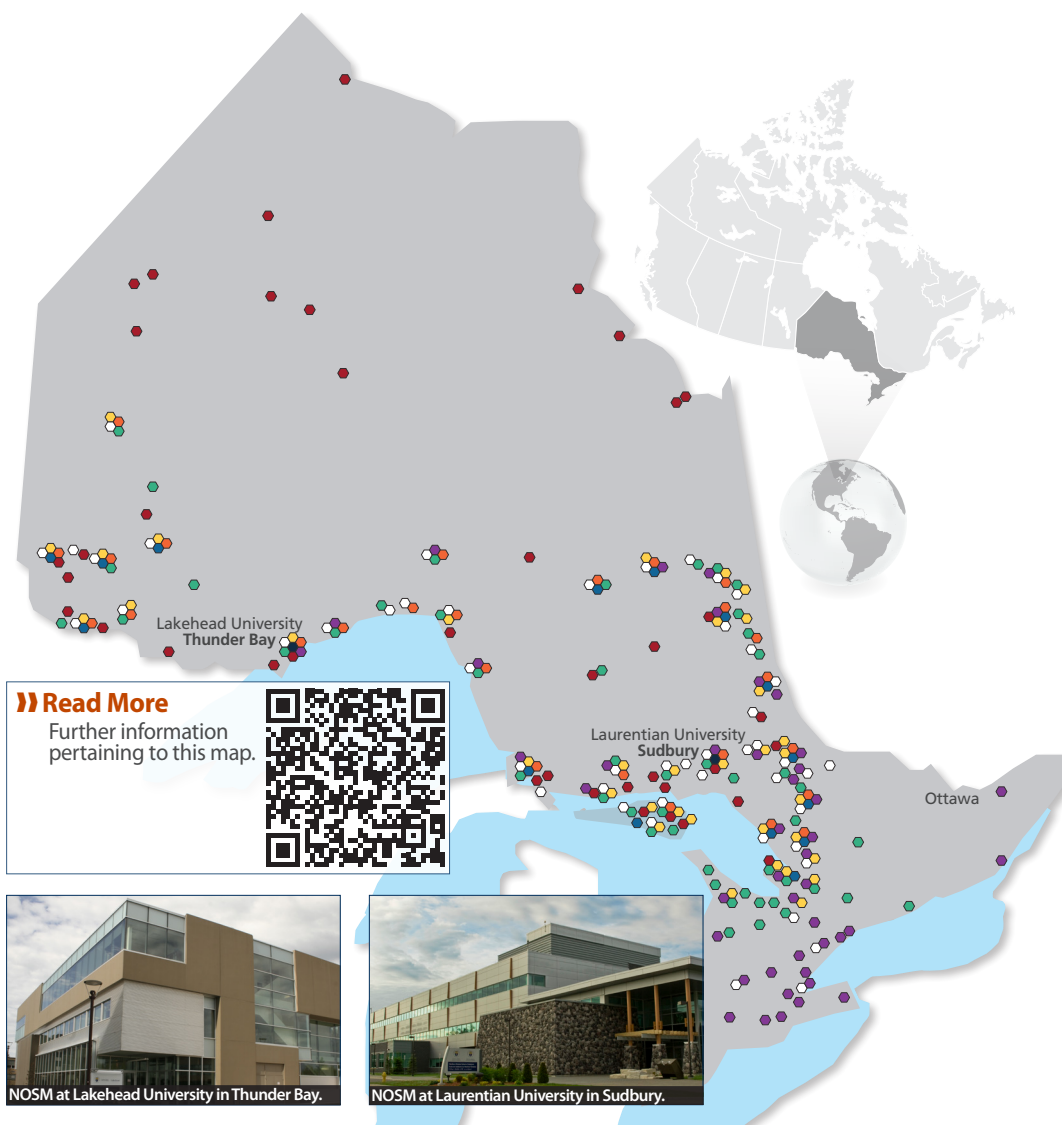 Lakehead University
Thunder Bay
Read More
Further information
pertaining to this map.
Laurentian University
Sudbury
Ottawa
NOSM at Lakehead University in Thunder Bay.
NOSM at Laurentian University in Sudbury.